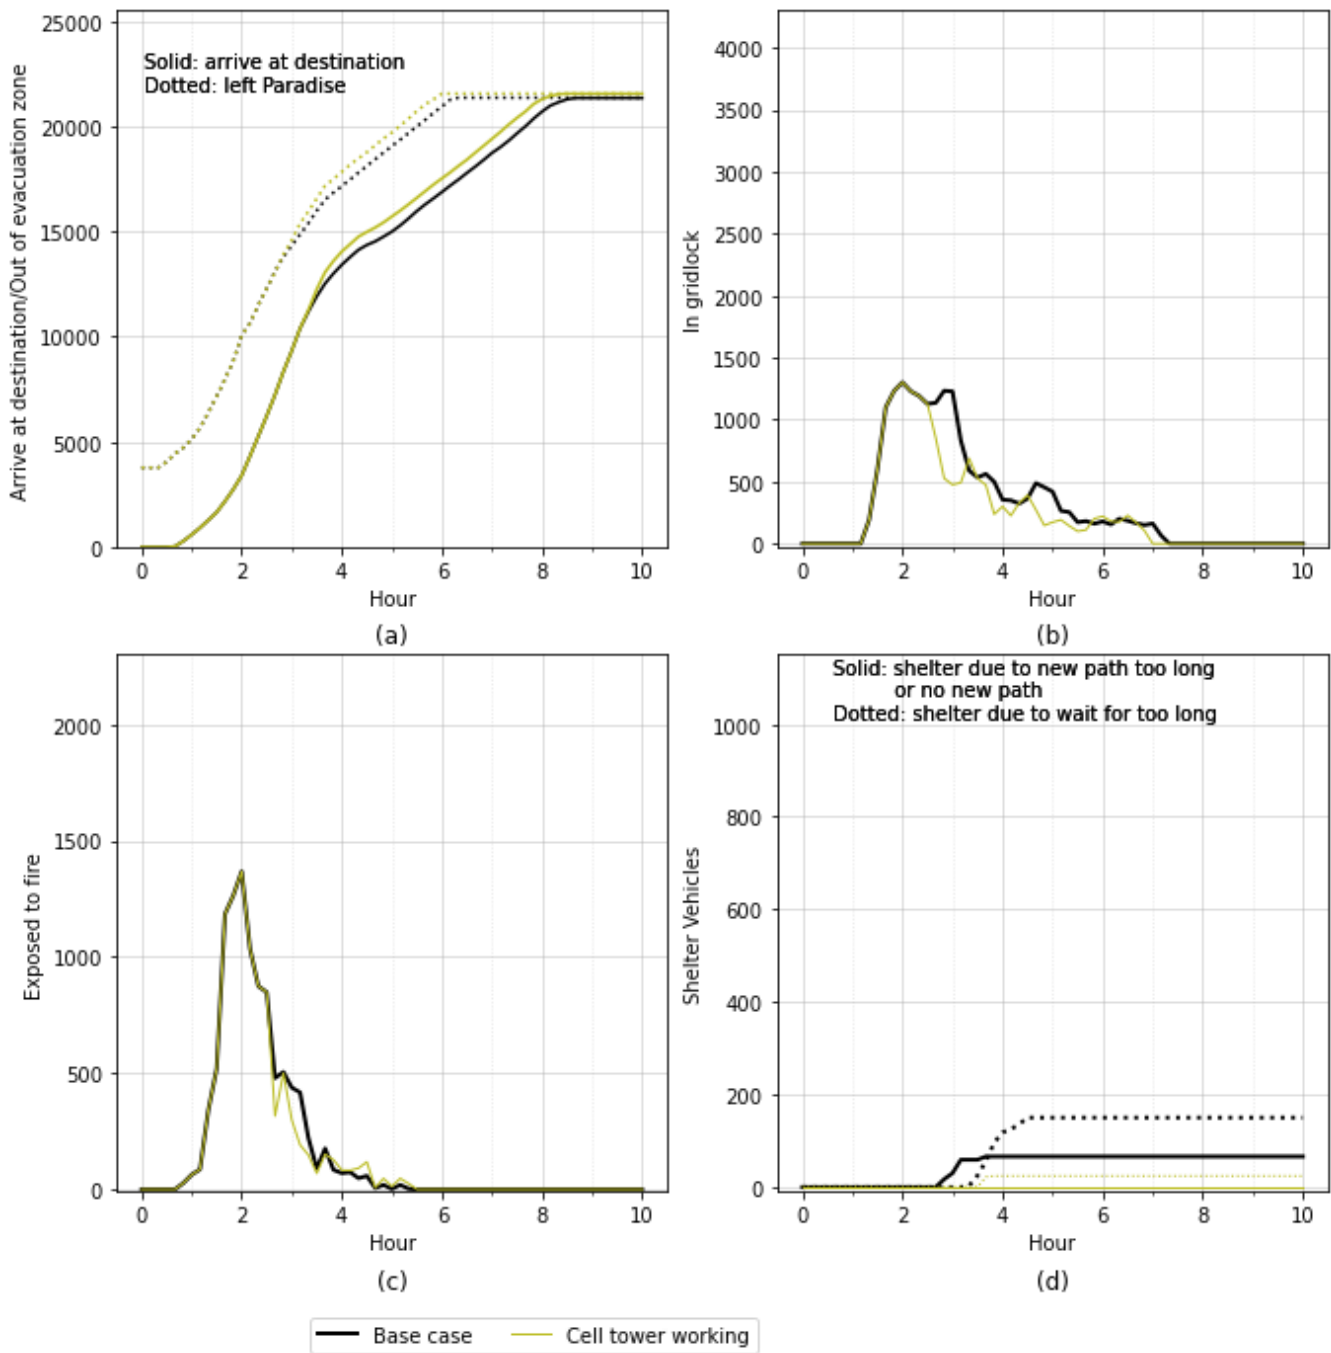 25000
20000
15000
10000
5000
0
Arrive at destination/Out of evacuation zone
Solid: arrive at destination
Dotted: left Paradise
0 2 4 6 8 10
Hour
(a)
4000
3500
3000
2500
2000
1500
1000
500
0
In gridlock
0 2 4 6 8 10
Hour
(b)
2000
1500
1000
500
0
Exposed to fire
0 2 4 6 8 10
Hour
(c)
1000
800
600
400
200
0
Shelter Vehicles
Solid: shelter due to new path too long
or no new path
Dotted: shelter due to wait for too long
0 2 4 6 8 10
Hour
(d)
Base case Cell tower working